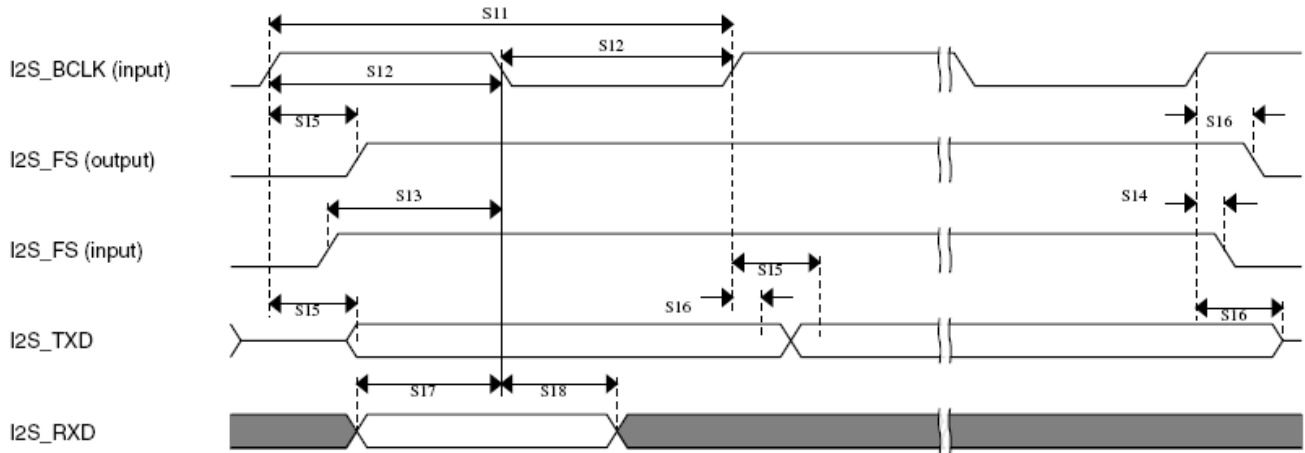 S11
I2S_BCLK (input)
S12
S12
S15
S16
I2S_FS (output)
S13
S14
I2S_FS (input)
S15
S15
S16
S16
I2S_TXD
S17
S18
I2S_RXD